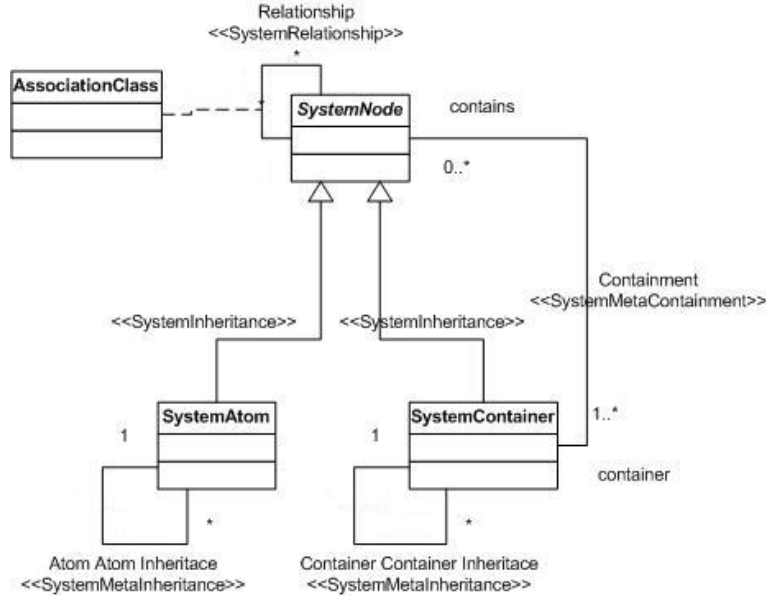 Relationship
<<SystemRelationship>>
*
AssociationClass
*
SystemNode
contains
0..*
Containment
<<SystemMetaContainment>>
<<SystemInheritance>>
<<SystemInheritance>>
SystemAtom
SystemContainer
1..*
1
1
container
*
*
Atom Atom Inheritace
<<SystemMetaInheritance>>
Container Container Inheritace
<<SystemMetaInheritance>>